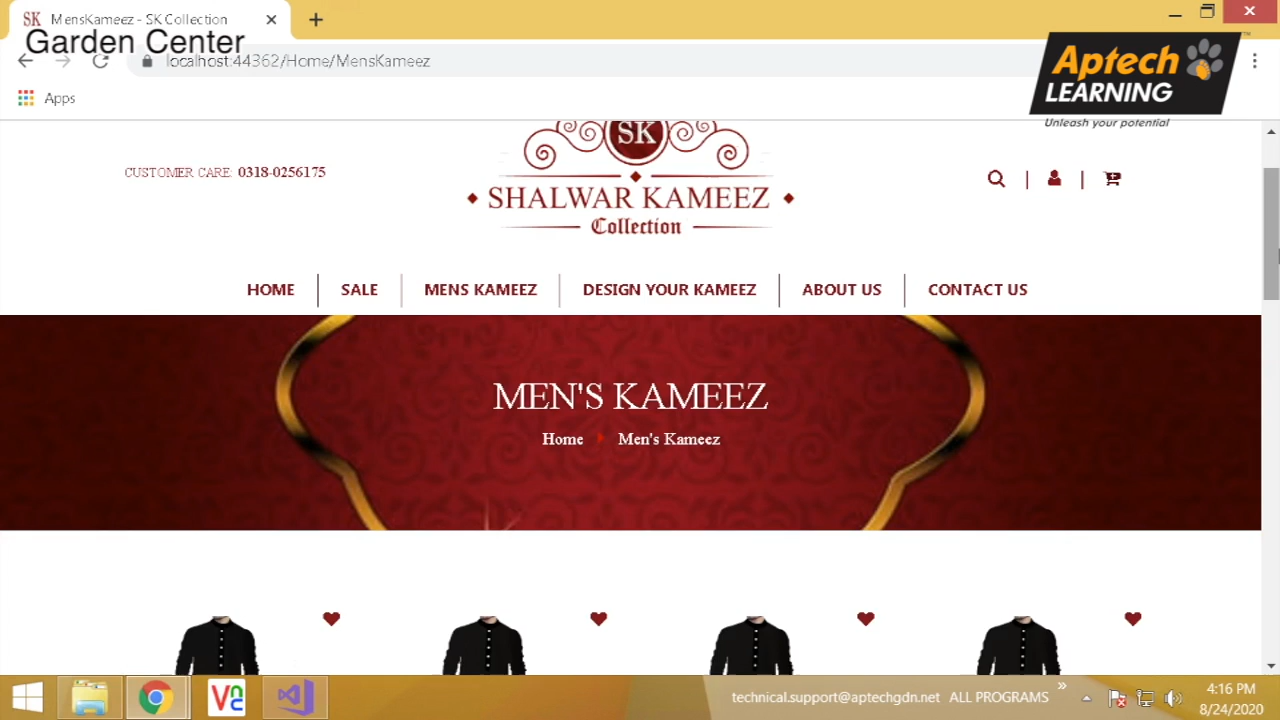 SK MensKameez - SK Collection
Garden Center
localhost:44362/Home/MensKameez
Aptech
LEARNING
Unleash your potential
Apps
SK
CUSTOMER CARE: 0318-0256175
SHALWAR KAMEEZ
Collection
HOME
SALE
MENS KAMEEZ
DESIGN YOUR KAMEEZ
ABOUT US
CONTACT US
MEN'S KAMEEZ
Home Men's Kameez
technical.support@aptechgdn.net ALL PROGRAMS
4:16 PM
8/24/2020